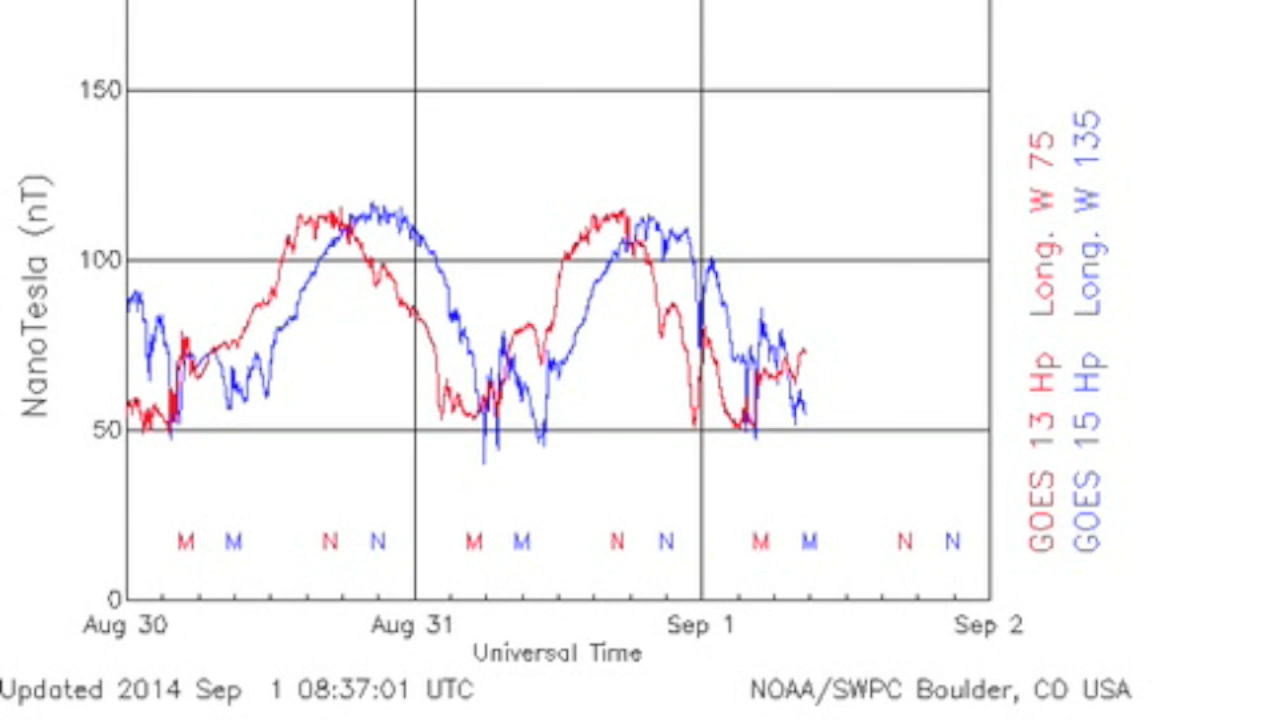 150
100
50
0
NanoTesla (nT)
M M N N M M N N M M N N
Aug 30 Aug 31 Sep 1 Sep 2
Universal Time
Updated 2014 Sep 1 08:37:01 UTC
NOAA/SWPC Boulder, CO USA
GOES 13 Hp Long. W 75
GOES 15 Hp Long. W 135